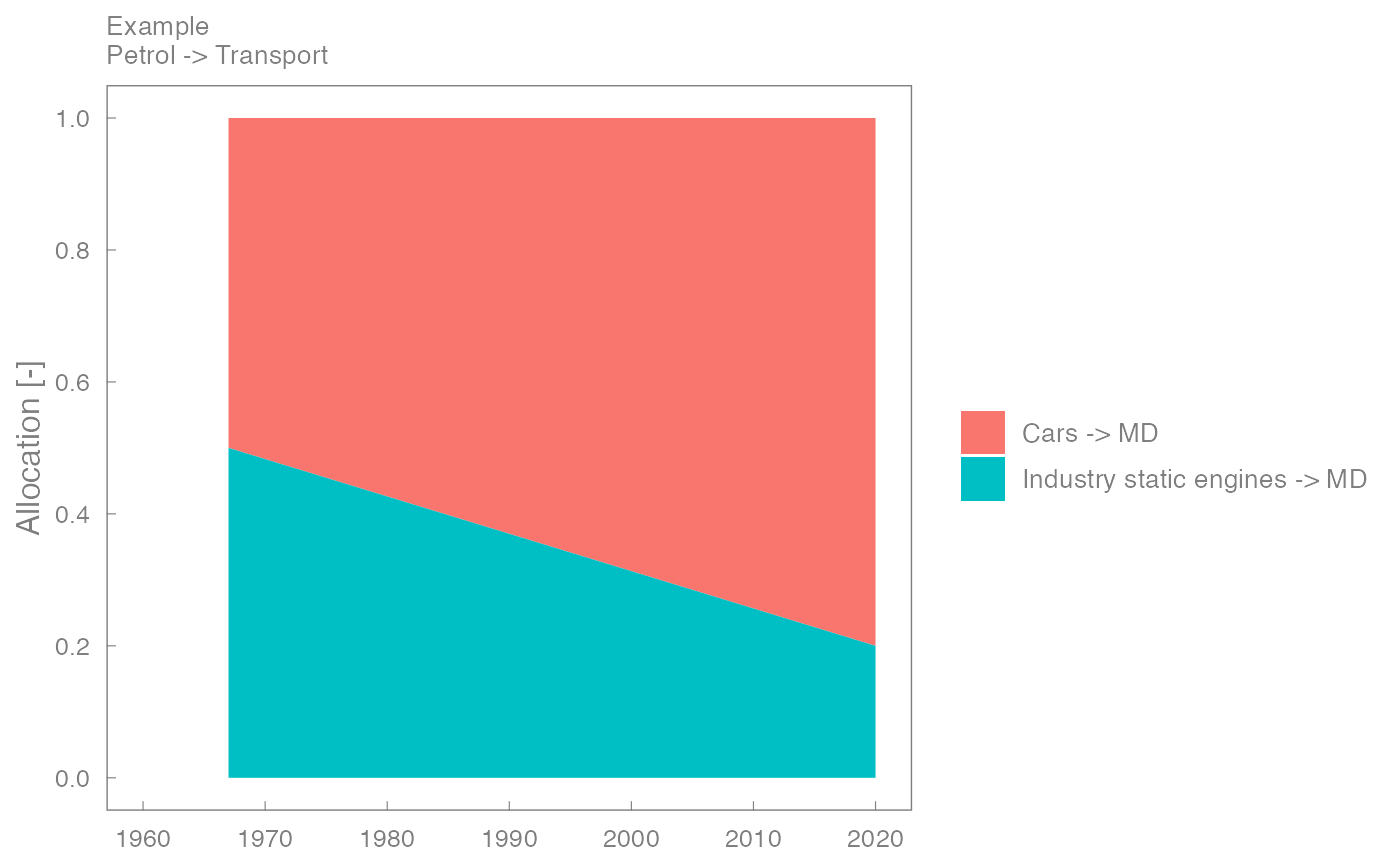 Example
Petrol -> Transport
Allocation [-]
1.0
0.8
0.6
0.4
0.2
0.0
1960 1970 1980 1990 2000 2010 2020
Cars -> MD
Industry static engines -> MD